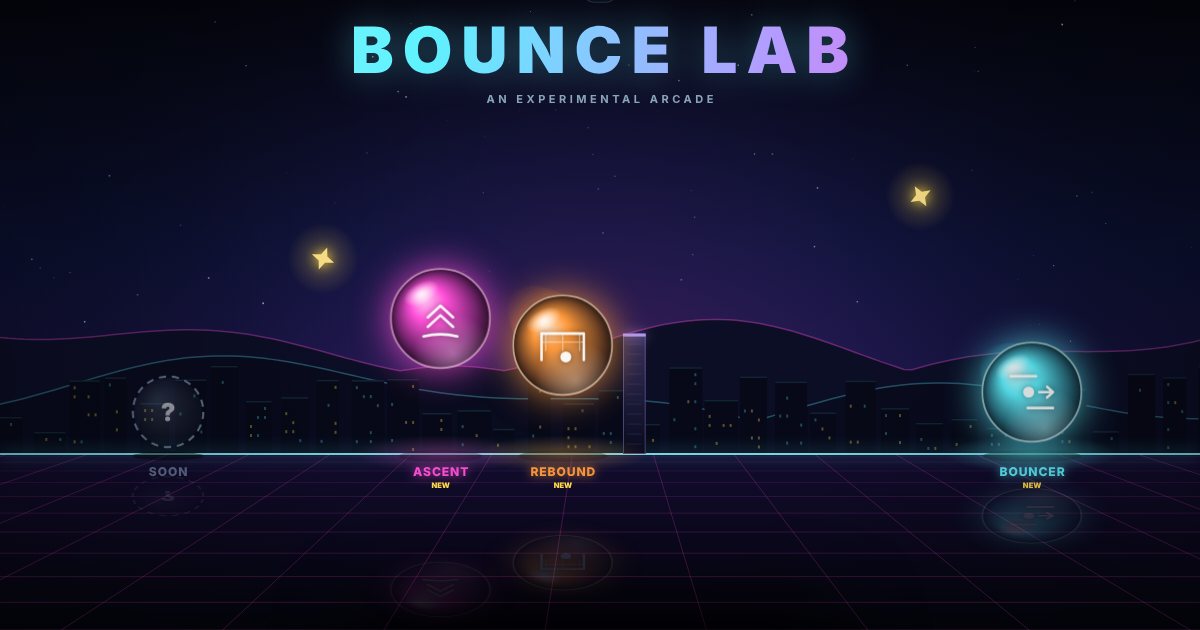 BOUNCE LAB
AN EXPERIMENTAL ARCADE
?
SOON
ASCENT
NEW
REBOUND
NEW
BOUNCER
NEW